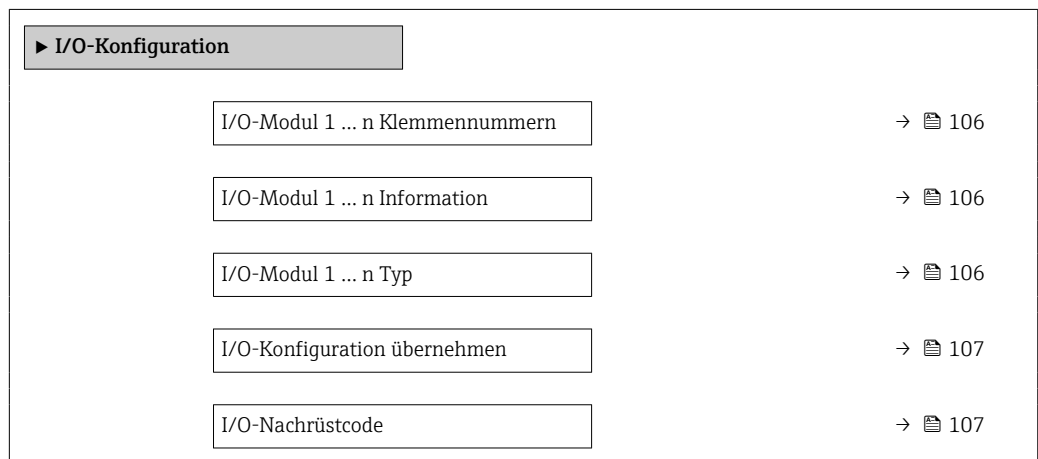 ► I/O-Konfiguration
I/O-Modul 1 … n Klemmennummern → 106
I/O-Modul 1 … n Information → 106
I/O-Modul 1 … n Typ → 106
I/O-Konfiguration übernehmen → 107
I/O-Nachrüstcode → 107